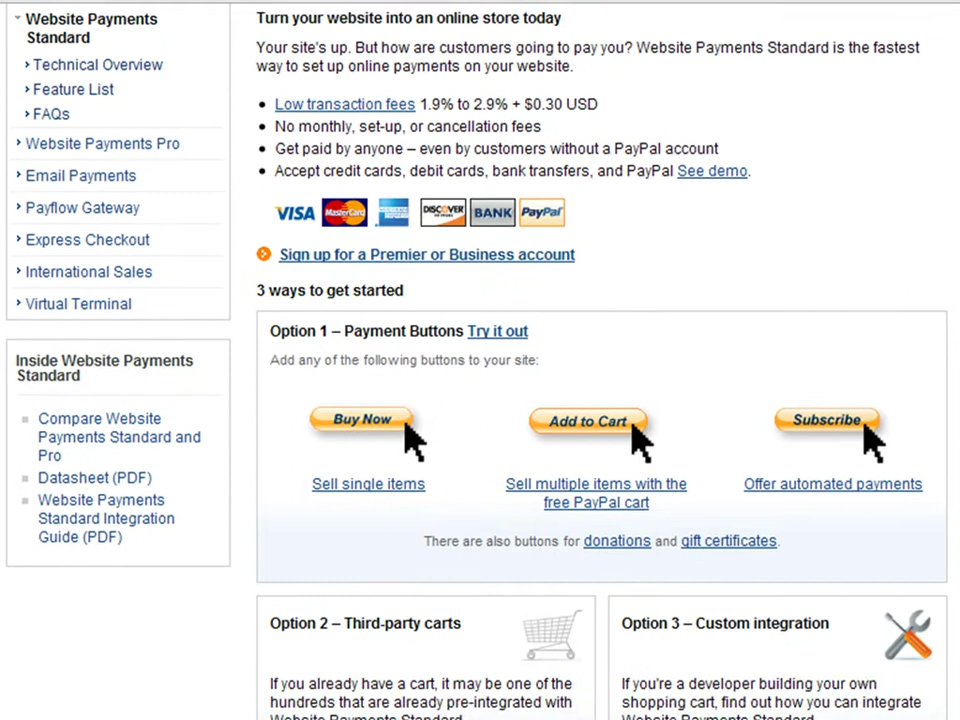 Website Payments
Standard
Technical Overview
Feature List
FAQs
Website Payments Pro
Email Payments
Payflow Gateway
Express Checkout
International Sales
Virtual Terminal
Inside Website Payments
Standard
Compare Website
Payments Standard and
Pro
Datasheet (PDF)
Website Payments
Standard Integration
Guide (PDF)
Turn your website into an online store today
Your site's up. But how are customers going to pay you? Website Payments Standard is the fastest
way to set up online payments on your website.
Low transaction fees 1.9% to 2.9% + $0.30 USD
No monthly, set-up, or cancellation fees
Get paid by anyone – even by customers without a PayPal account
Accept credit cards, debit cards, bank transfers, and PayPal See demo.
VISA MasterCard DISCOVER BANK PayPal
Sign up for a Premier or Business account
3 ways to get started
Option 1 – Payment Buttons Try it out
Add any of the following buttons to your site:
Buy Now Add to Cart Subscribe
Sell single items
Sell multiple items with the
free PayPal cart
Offer automated payments
There are also buttons for donations and gift certificates.
Option 2 – Third-party carts
If you already have a cart, it may be one of the
hundreds that are already pre-integrated with
Website Payments Standard.
Option 3 – Custom integration
If you're a developer building your own
shopping cart, find out how you can integrate
Website Payments Standard.